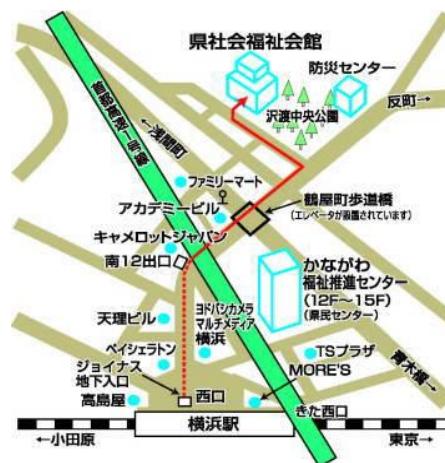 県社会福祉会館
防災センター
反町
沢渡中央公園
首都高速一号線
←浅間町
ファミリーマート
アカデミービル
鶴屋町歩道橋
(エレベータが設置されています)
キャメロットジャパン
南12出口
かながわ
福祉推進センター
(12F~15F)
(県民センター)
天理ビル
ヨドバシカメラ
マルチメディア
横浜
ベイシェラトン
TSプラザ
青木橋→
ジョイナス
地下入口
MORE'S
高島屋
西口
きた西口
横浜駅
←小田原
東京→